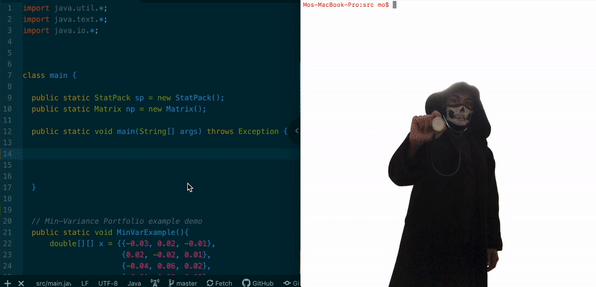 1 import java.util.*;
2 import java.text.*;
3 import java.io.*;
4
5
6
7 class main {
8
9 public static StatPack sp = new StatPack();
10 public static Matrix np = new Matrix();
11
12 public static void main(String[] args) throws Exception {
13
14
15
16
17 }
18
19
20 // Min-Variance Portfolio example demo
21 public static void MinVarExample(){
22 double[][] x = {{-0.03, 0.02, -0.01},
23 {0.02, -0.02, 0.01},
24 {-0.04, 0.06, 0.02},
+ × src/main.jav LF UTF-8 Java master Fetch GitHub Gi
Mos-MacBook-Pro:src mo$